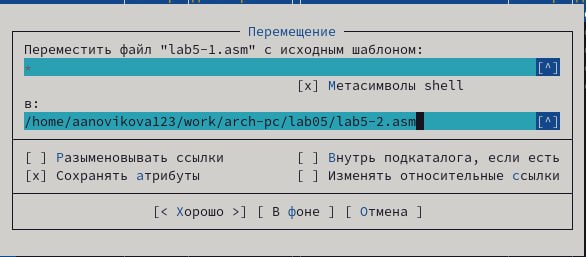 Перемещение
Переместить файл "lab5-1.asm" с исходным шаблоном:
* [^]
[x] Метасимволы shell
в:
/home/aanovikova123/work/arch-pc/lab05/lab5-2.asm [^]
[ ] Разыменовывать ссылки [ ] Внутрь подкаталога, если есть
[x] Сохранять атрибуты [ ] Изменять относительные ссылки
[< Хорошо >] [ В фоне ] [ Отмена ]